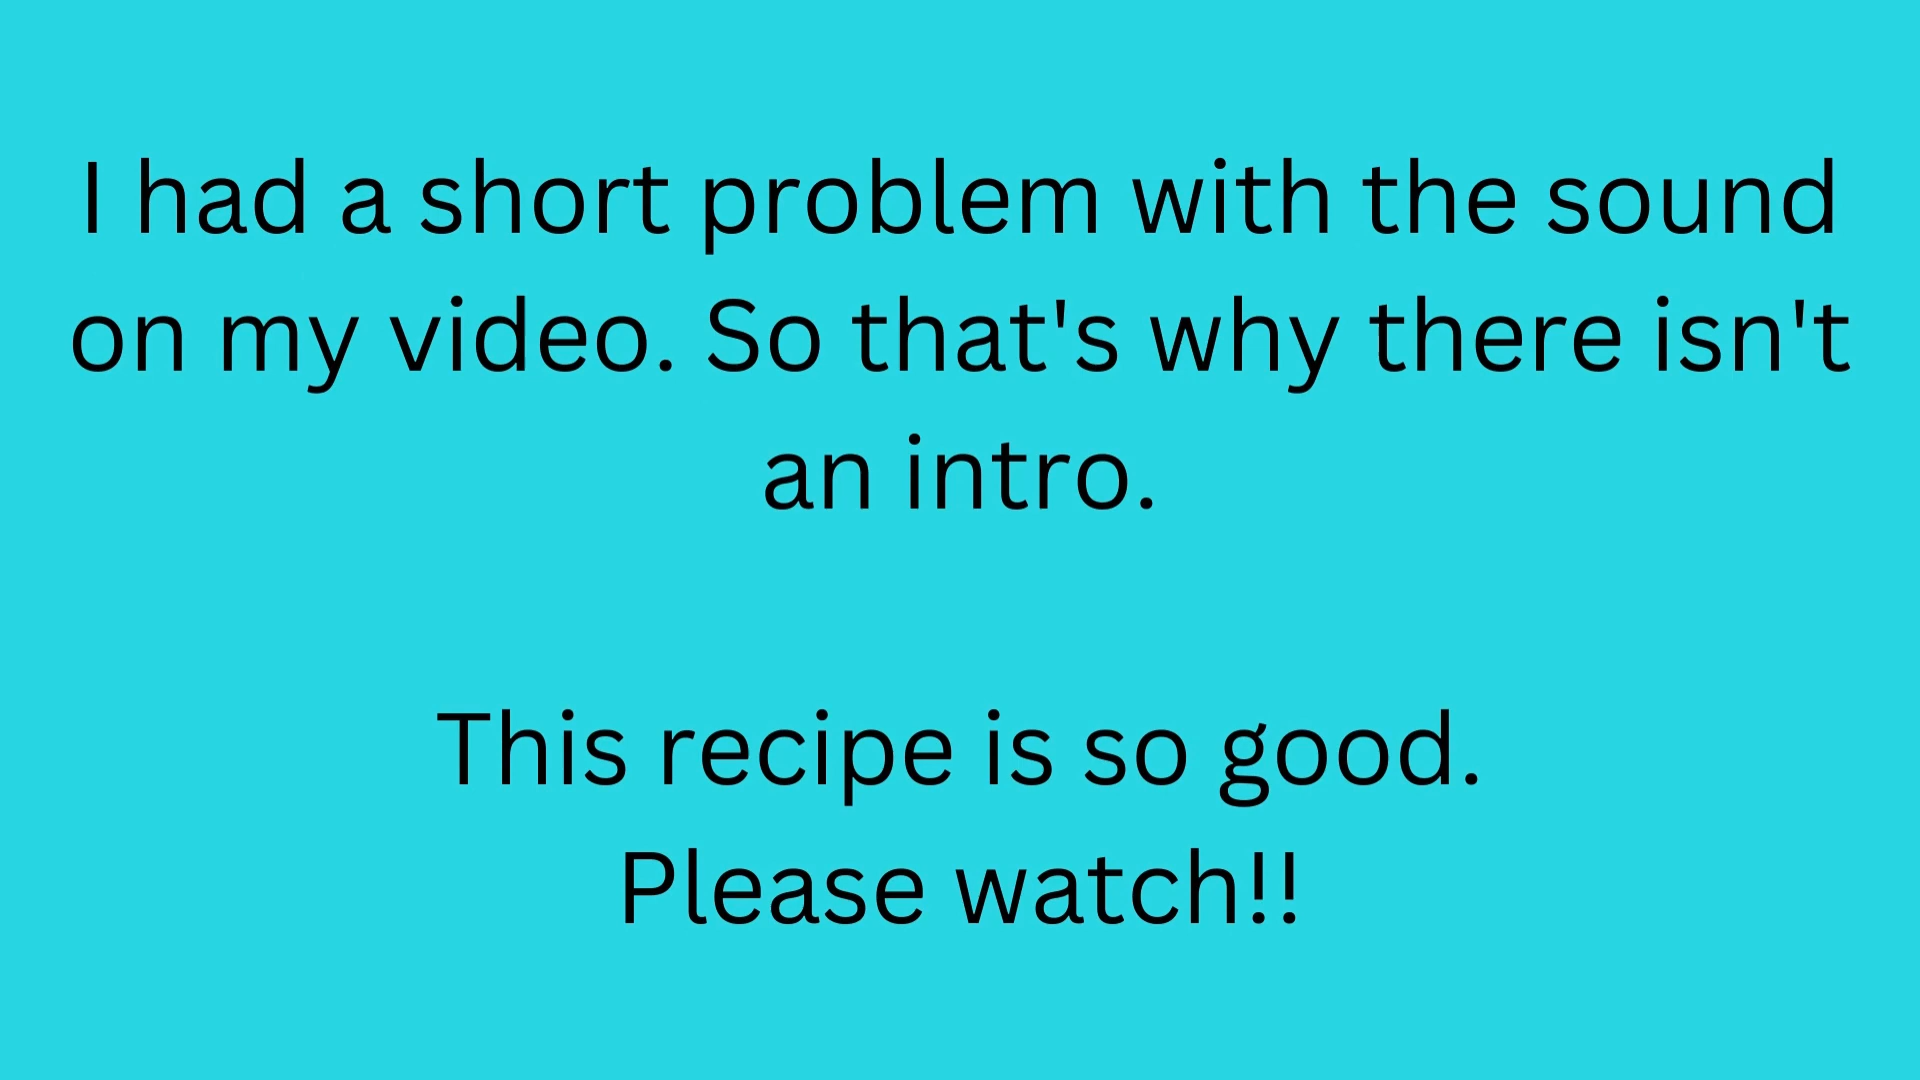 I had a short problem with the sound
on my video. So that's why there isn't
an intro.
This recipe is so good.
Please watch!!